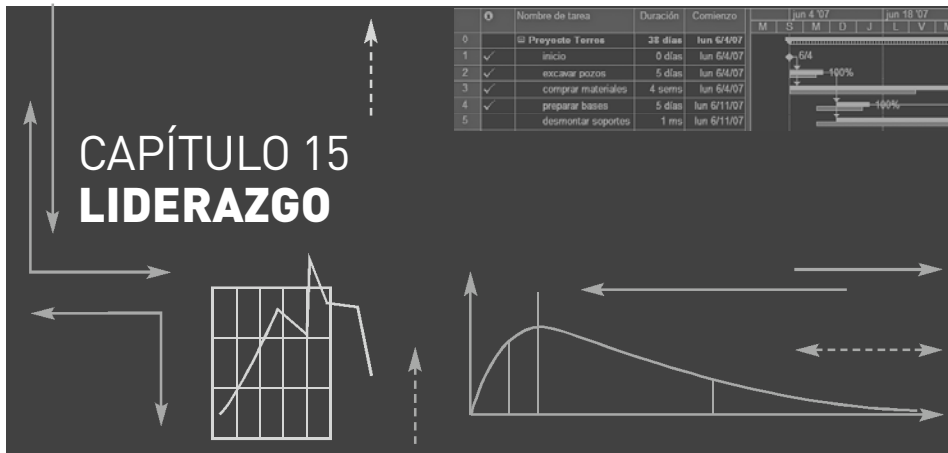 Nombre de tarea Duración Comienzo jun 4 '07 jun 18 '07
M S M D J L V M
0 Proyecto Torres 38 días lun 6/4/07
1 inicio 0 días lun 6/4/07 6/4
2 excavar pozos 5 días lun 6/4/07 100%
3 comprar materiales 4 sems lun 6/4/07
4 preparar bases 5 días lun 6/11/07 100%
5 desmontar soportes 1 ms lun 6/11/07
CAPÍTULO 15
LIDERAZGO